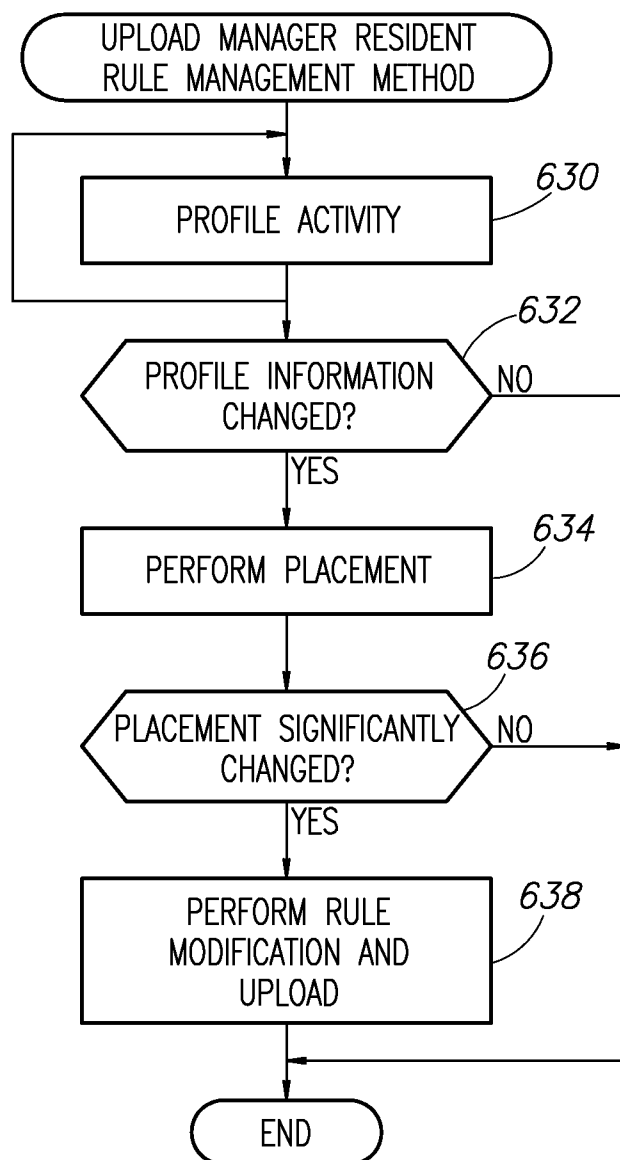 UPLOAD MANAGER RESIDENT
RULE MANAGEMENT METHOD
630
PROFILE ACTIVITY
632
PROFILE INFORMATION
CHANGED?
NO
YES
634
PERFORM PLACEMENT
636
PLACEMENT SIGNIFICANTLY
CHANGED?
NO
YES
638
PERFORM RULE
MODIFICATION AND
UPLOAD
END